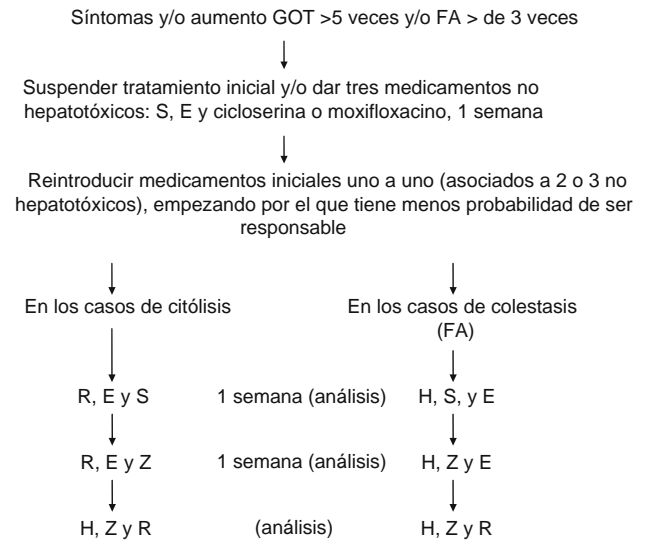 Síntomas y/o aumento GOT >5 veces y/o FA > de 3 veces
Suspender tratamiento inicial y/o dar tres medicamentos no
hepatotóxicos: S, E y cicloserina o moxifloxacino, 1 semana
Reintroducir medicamentos iniciales uno a uno (asociados a 2 o 3 no
hepatotóxicos), empezando por el que tiene menos probabilidad de ser
responsable
En los casos de citólisis
En los casos de colestasis
(FA)
R, E y S 1 semana (análisis) H, S, y E
R, E y Z 1 semana (análisis) H, Z y E
H, Z y R (análisis) H, Z y R